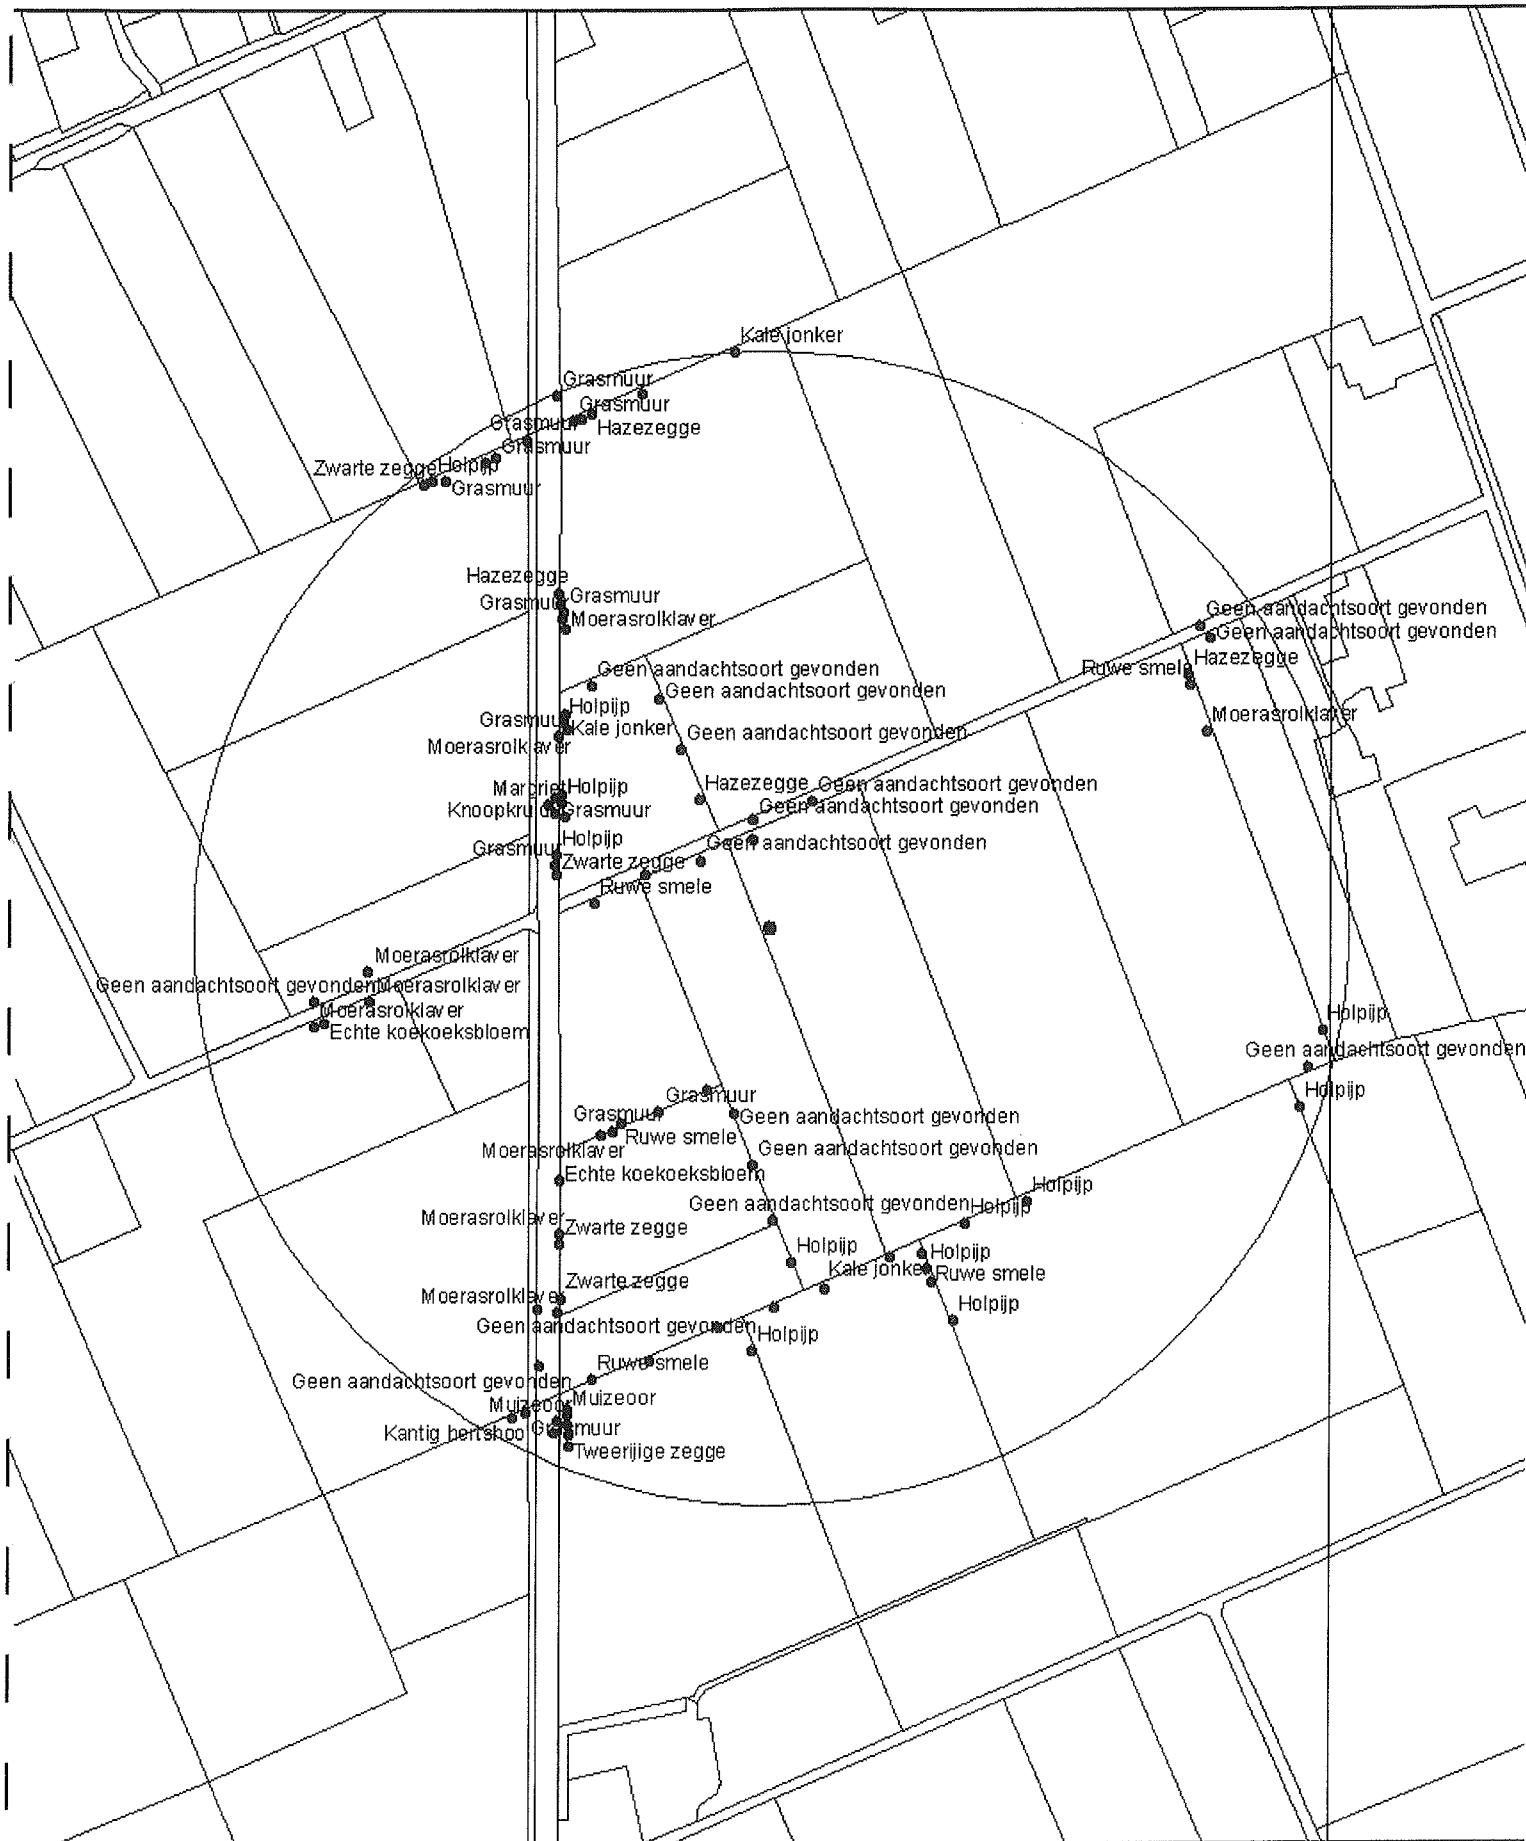 Kale jonker
Grasmuur
Grasmuur
Grasmuur
Hazezegge
Grasmuur
Zwarte zegge
Holpijp
Grasmuur
Hazezegge
Grasmuur
Grasmuur
Moerasrolklaver
Geen aandachtsoort gevonden
Geen aandachtsoort gevonden
Hazezegge
Ruwe smele
Geen aandachtsoort gevonden
Geen aandachtsoort gevonden
Holpijp
Moerasrolklaver
Grasmuur
Kale jonker
Geen aandachtsoort gevonden
Moerasrolklaver
Margriet
Holpijp
Hazezegge
Geen aandachtsoort gevonden
Knoopkruid
Grasmuur
Geen aandachtsoort gevonden
Holpijp
Grasmuur
Geen aandachtsoort gevonden
Zwarte zegge
Ruwe smele
Moerasrolklaver
Geen aandachtsoort gevonden
Moerasrolklaver
Moerasrolklaver
Echte koekoeksbloem
Holpijp
Geen aandachtsoort gevonden
Holpijp
Grasmuur
Grasmuur
Geen aandachtsoort gevonden
Ruwe smele
Moerasrolklaver
Geen aandachtsoort gevonden
Echte koekoeksbloem
Holpijp
Geen aandachtsoort gevonden
Holpijp
Moerasrolklaver
Zwarte zegge
Holpijp
Holpijp
Kale jonker
Ruwe smele
Zwarte zegge
Moerasrolklaver
Holpijp
Geen aandachtsoort gevonden
Holpijp
Ruwe smele
Geen aandachtsoort gevonden
Muizeoor
Muizeoor
Kantig hertshoo
Grasmuur
Tweerijige zegge